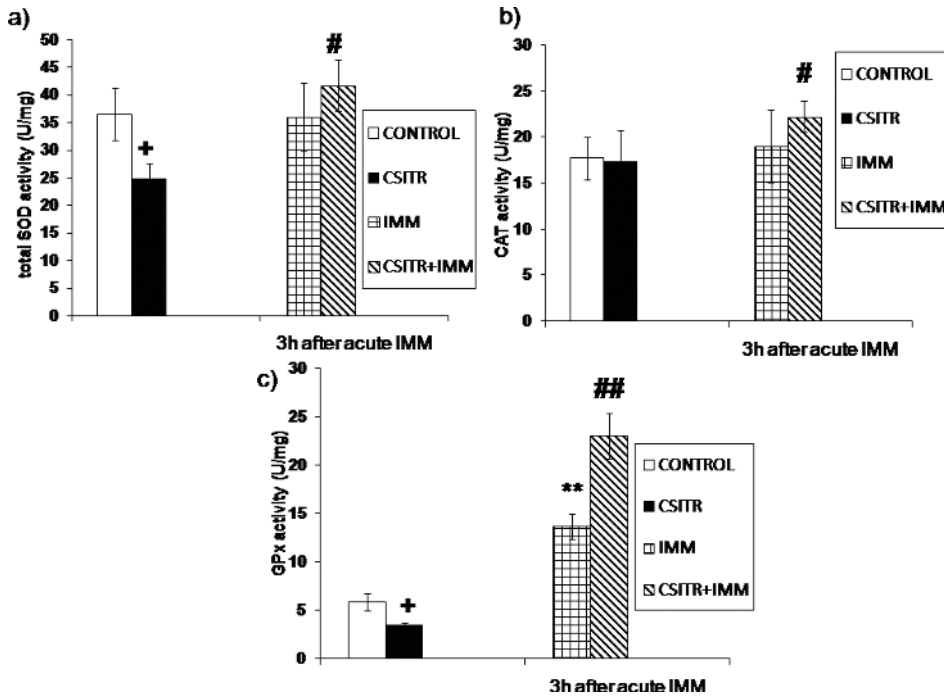 a)
total SOD activity (U/mg)
50
45
40
35
30
25
20
15
10
5
0
+
#
3h after acute IMM
CONTROL
CSITR
IMM
CSITR+IMM
b)
CAT activity (U/mg)
30
25
20
15
10
5
0
#
3h after acute IMM
CONTROL
CSITR
IMM
CSITR+IMM
c)
GPx activity (U/mg)
30
25
20
15
10
5
0
+
**
##
3h after acute IMM
CONTROL
CSITR
IMM
CSITR+IMM